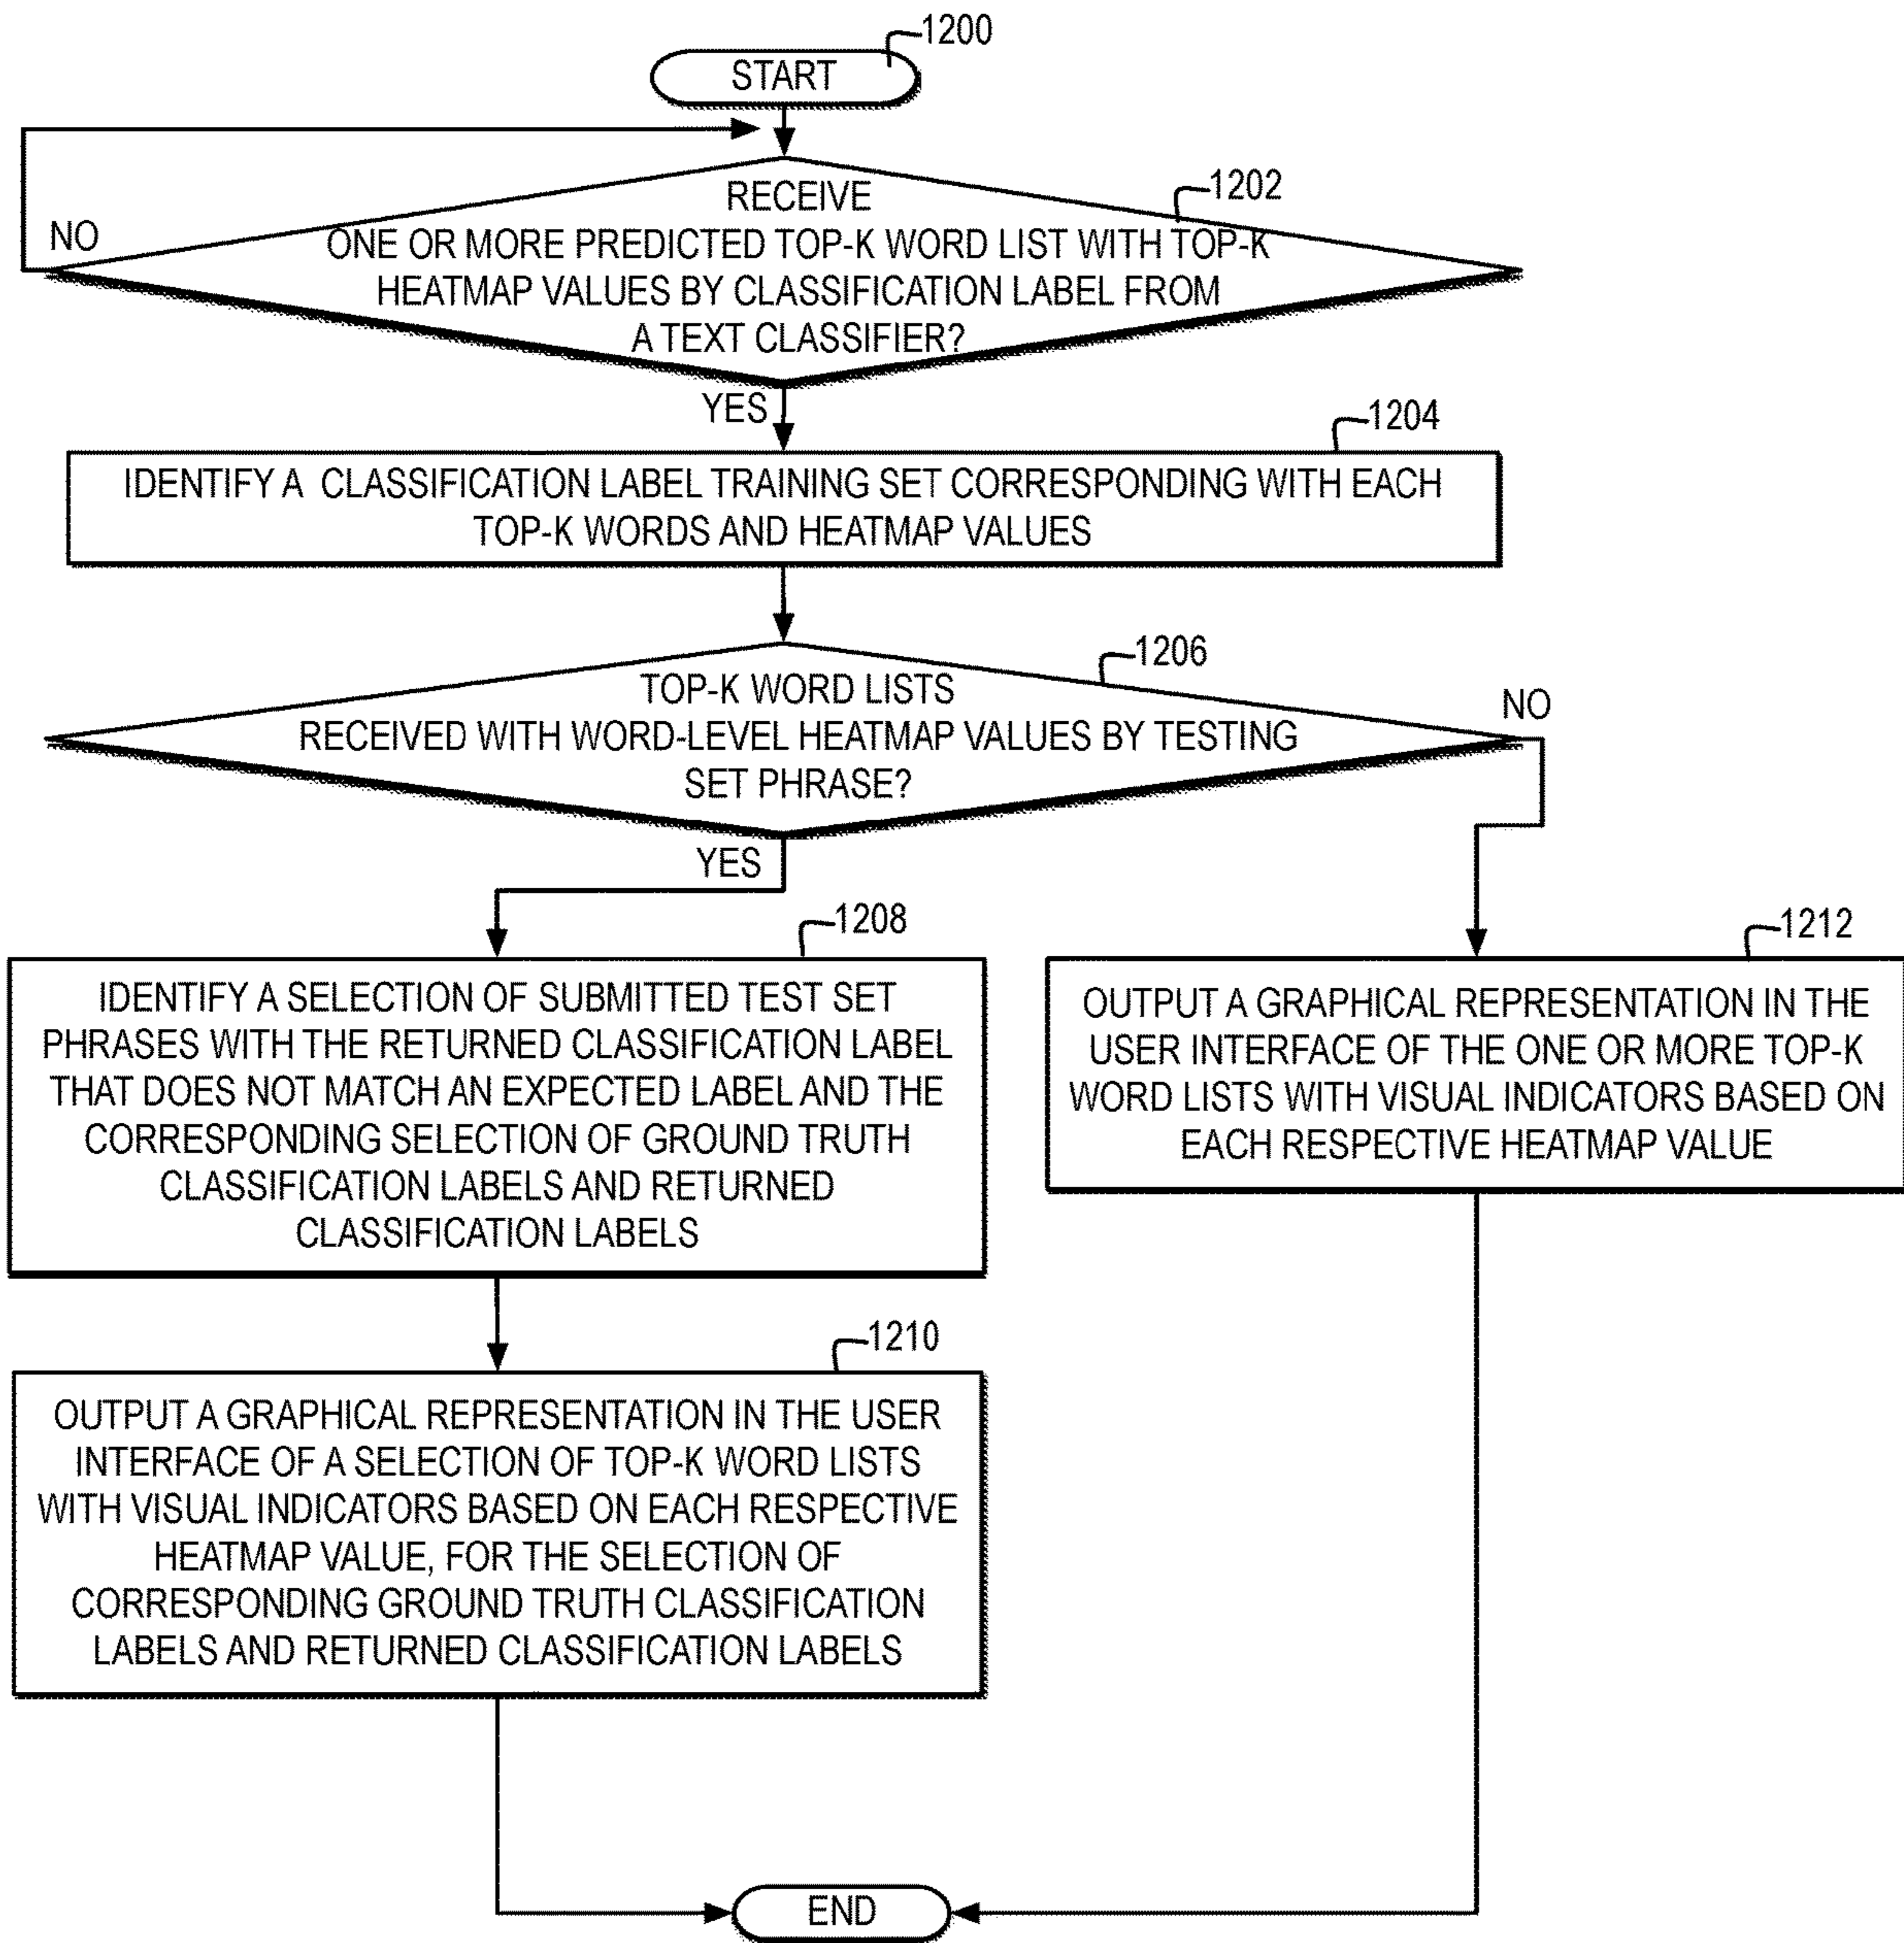 1200
START
1202
RECEIVE
ONE OR MORE PREDICTED TOP-K WORD LIST WITH TOP-K
HEATMAP VALUES BY CLASSIFICATION LABEL FROM
A TEXT CLASSIFIER?
NO
YES
1204
IDENTIFY A CLASSIFICATION LABEL TRAINING SET CORRESPONDING WITH EACH
TOP-K WORDS AND HEATMAP VALUES
1206
TOP-K WORD LISTS
RECEIVED WITH WORD-LEVEL HEATMAP VALUES BY TESTING
SET PHRASE?
NO
YES
1208
IDENTIFY A SELECTION OF SUBMITTED TEST SET
PHRASES WITH THE RETURNED CLASSIFICATION LABEL
THAT DOES NOT MATCH AN EXPECTED LABEL AND THE
CORRESPONDING SELECTION OF GROUND TRUTH
CLASSIFICATION LABELS AND RETURNED
CLASSIFICATION LABELS
1212
OUTPUT A GRAPHICAL REPRESENTATION IN THE
USER INTERFACE OF THE ONE OR MORE TOP-K
WORD LISTS WITH VISUAL INDICATORS BASED ON
EACH RESPECTIVE HEATMAP VALUE
1210
OUTPUT A GRAPHICAL REPRESENTATION IN THE USER
INTERFACE OF A SELECTION OF TOP-K WORD LISTS
WITH VISUAL INDICATORS BASED ON EACH RESPECTIVE
HEATMAP VALUE, FOR THE SELECTION OF
CORRESPONDING GROUND TRUTH CLASSIFICATION
LABELS AND RETURNED CLASSIFICATION LABELS
END